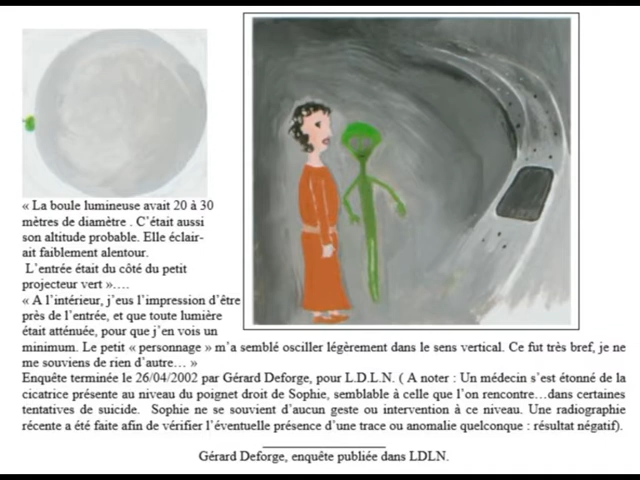 « La boule lumineuse avait 20 à 30
mètres de diamètre . C’était aussi
son altitude probable. Elle éclair-
ait faiblement alentour.
L’entrée était du côté du petit
projecteur vert »….
« A l’intérieur, j’eus l’impression d’être
près de l’entrée, et que toute lumière
était atténuée, pour que j’en vois un
minimum. Le petit « personnage » m’a semblé osciller légèrement dans le sens vertical. Ce fut très bref, je ne
me souviens de rien d’autre… »
Enquête terminée le 26/04/2002 par Gérard Deforge, pour L.D.L.N. ( A noter : Un médecin s’est étonné de la
cicatrice présente au niveau du poignet droit de Sophie, semblable à celle que l’on rencontre…dans certaines
tentatives de suicide. Sophie ne se souvient d’aucun geste ou intervention à ce niveau. Une radiographie
récente a été faite afin de vérifier l’éventuelle présence d’une trace ou anomalie quelconque : résultat négatif).
Gérard Deforge, enquête publiée dans LDLN.